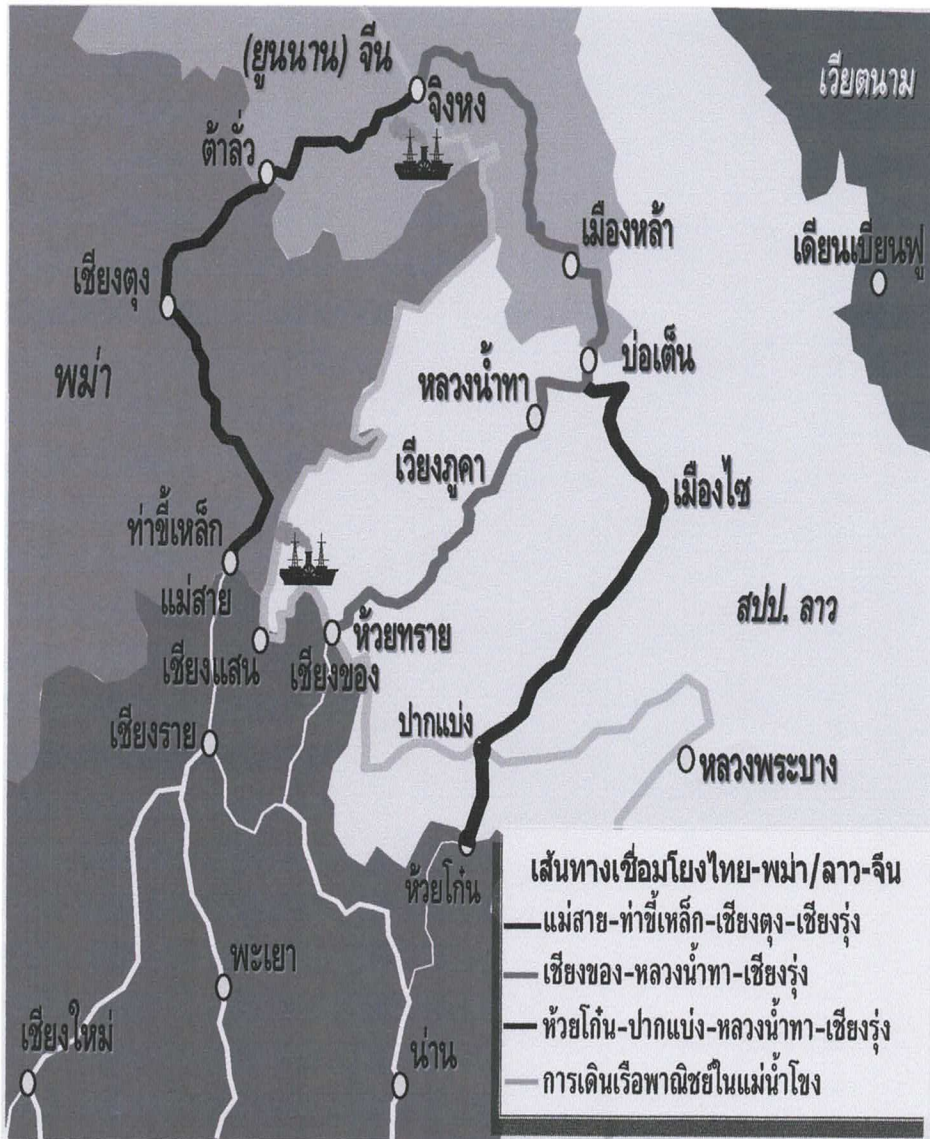 (ยูนนาน) จีน
เวียตนาม
จิงหง
ต้าลั่ว
เมืองหล้า
เดียนเบียนฟู
เชียงตุง
บ่อเต็น
พม่า
หลวงน้ำทา
เวียงภูคา
เมืองไซ
ท่าขี้เหล็ก
แม่สาย
สปป. ลาว
ห้วยทราย
เชียงแสน
เชียงของ
ปากแบ่ง
เชียงราย
หลวงพระบาง
ห้วยโก๋น
พะเยา
เชียงใหม่
น่าน
เส้นทางเชื่อมโยงไทย-พม่า/ลาว-จีน
แม่สาย-ท่าขี้เหล็ก-เชียงตุง-เชียงรุ่ง
เชียงของ-หลวงน้ำทา-เชียงรุ่ง
ห้วยโก๋น-ปากแบ่ง-หลวงน้ำทา-เชียงรุ่ง
การเดินเรือพาณิชย์ในแม่น้ำโขง